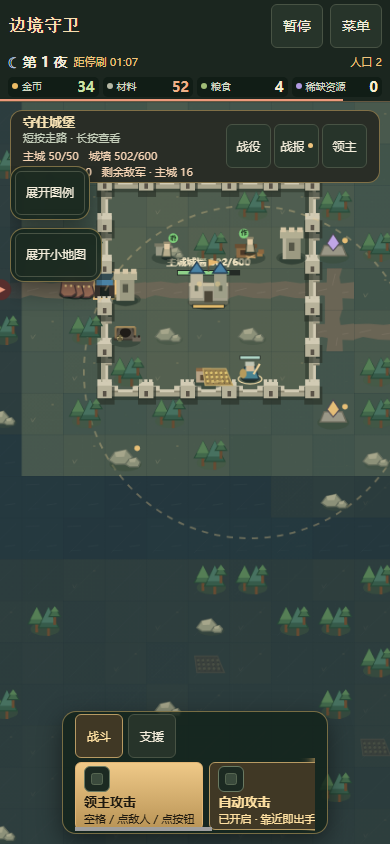 边境守卫
暂停
菜单
第 1 夜 距停刷 01:07
人口 2
金币 34
材料 52
粮食 4
稀缺资源 0
守住城堡
短按走路 · 长按查看
主城 50/50 城墙 502/600
0 剩余敌军 · 主城 16
战役
战报
领主
展开图例
展开小地图
战斗
支援
领主攻击
空格 / 点敌人 / 点按钮
自动攻击
已开启 · 靠近即出手